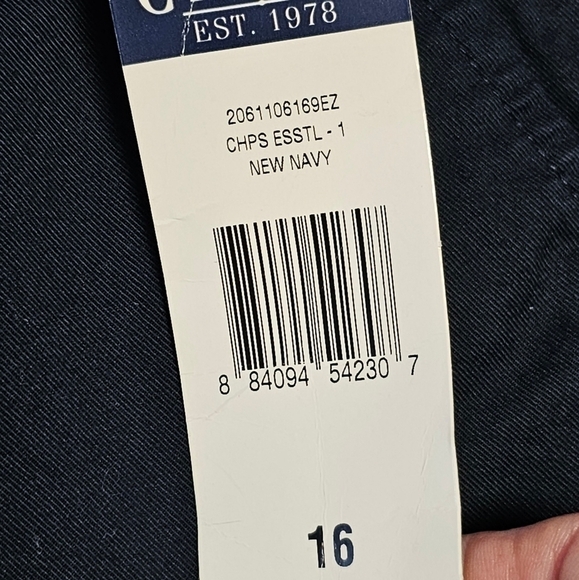 EST. 1978
2061106169EZ
CHPS ESSTL - 1
NEW NAVY
8 84094 54230 7
16